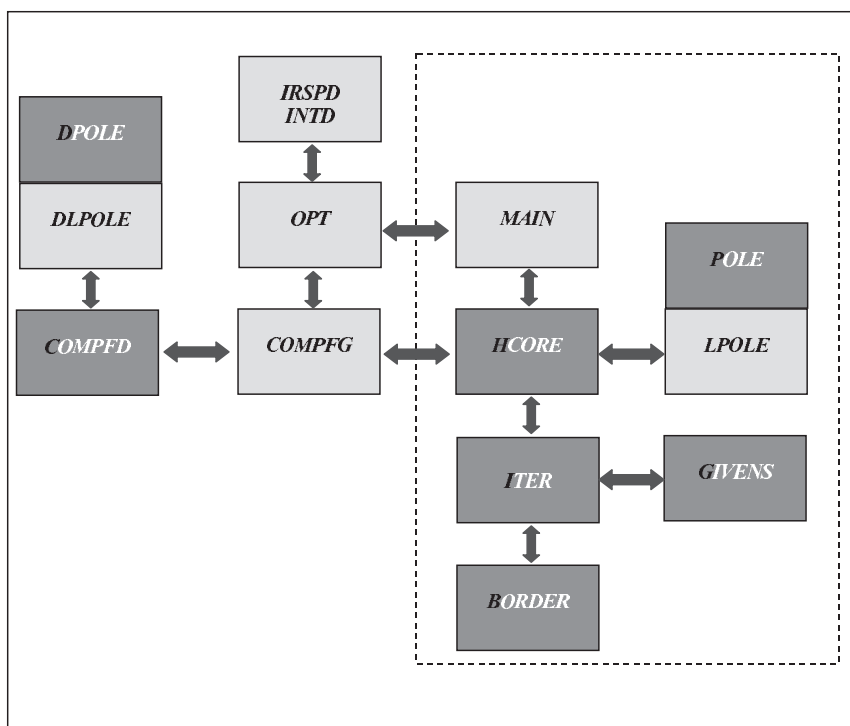 IRSPD
INTD
DPOLE
DLPOLE
OPT
MAIN
POLE
COMPFD
COMPFG
HCORE
LPOLE
ITER
GIVENS
BORDER